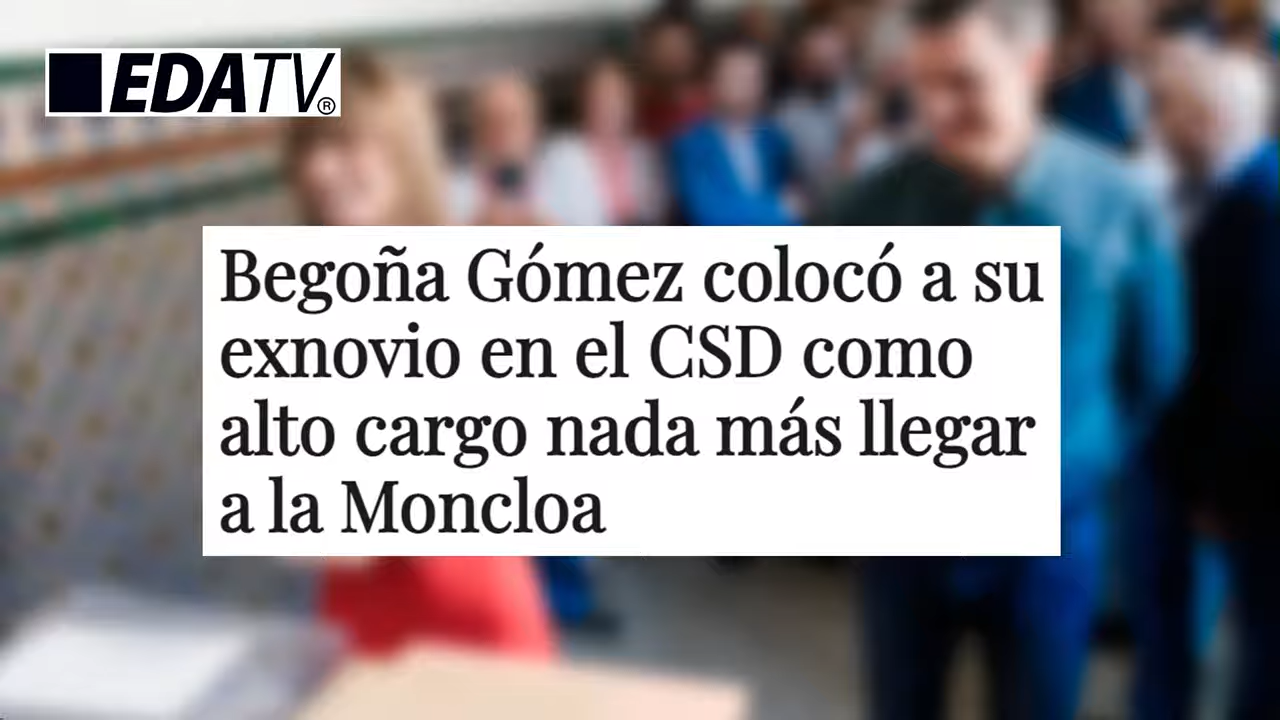 EDATV®
Begoña Gómez colocó a su
exnovio en el CSD como
alto cargo nada más llegar
a la Moncloa